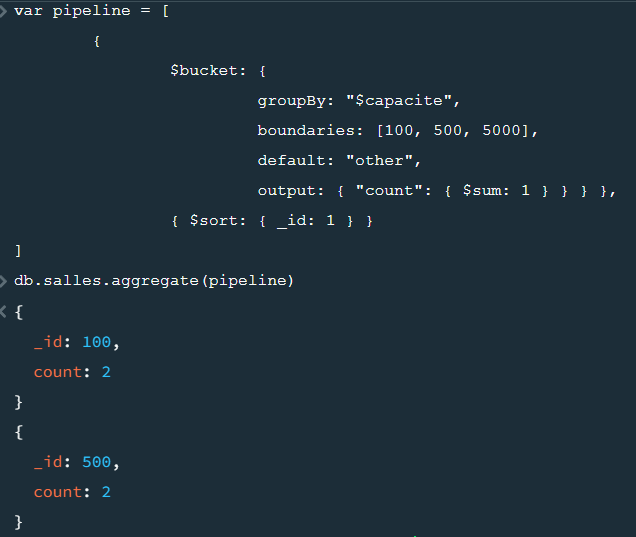 > var pipeline = [
{
$bucket: {
groupBy: "$capacite",
boundaries: [100, 500, 5000],
default: "other",
output: { "count": { $sum: 1 } } } },
{ $sort: { _id: 1 } }
]
> db.salles.aggregate(pipeline)
< {
_id: 100,
count: 2
}
{
_id: 500,
count: 2
}